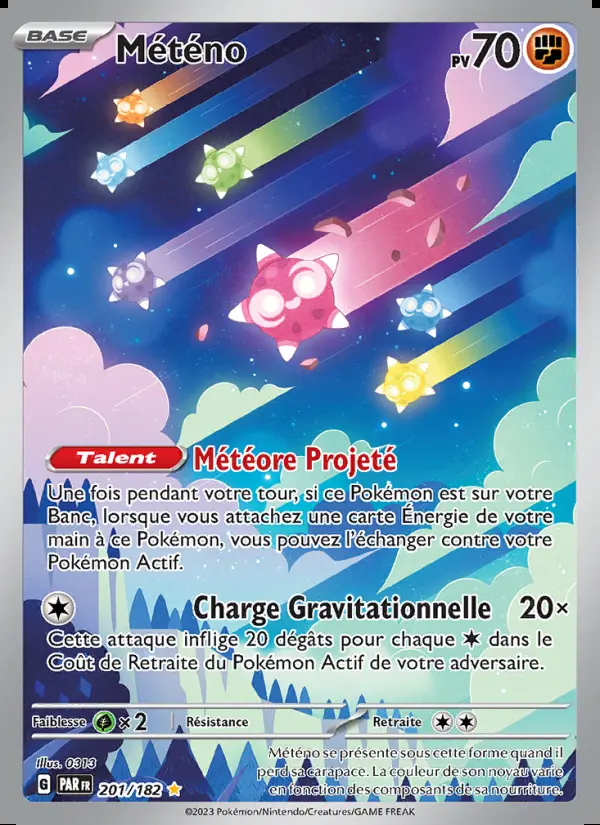 BASE Météno PV 70
Talent Météore Projeté
Une fois pendant votre tour, si ce Pokémon est sur votre
Banc, lorsque vous attachez une carte Énergie de votre
main à ce Pokémon, vous pouvez l'échanger contre votre
Pokémon Actif.
Charge Gravitationnelle 20×
Cette attaque inflige 20 dégâts pour chaque dans le
Coût de Retraite du Pokémon Actif de votre adversaire.
Faiblesse ×2 Résistance Retraite
Météno se présente sous cette forme quand il
perd sa carapace. La couleur de son noyau varie
en fonction des composants de sa nourriture.
Illus. 0313
G PAR FR 201/182
©2023 Pokémon/Nintendo/Creatures/GAME FREAK